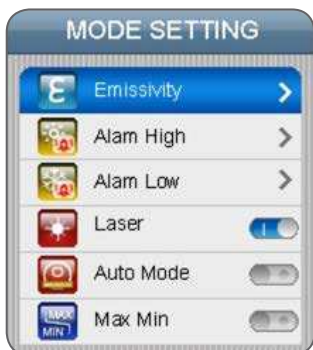 MODE SETTING
ε Emissivity
Alam High
Alam Low
Laser
Auto Mode
MAX MIN Max Min